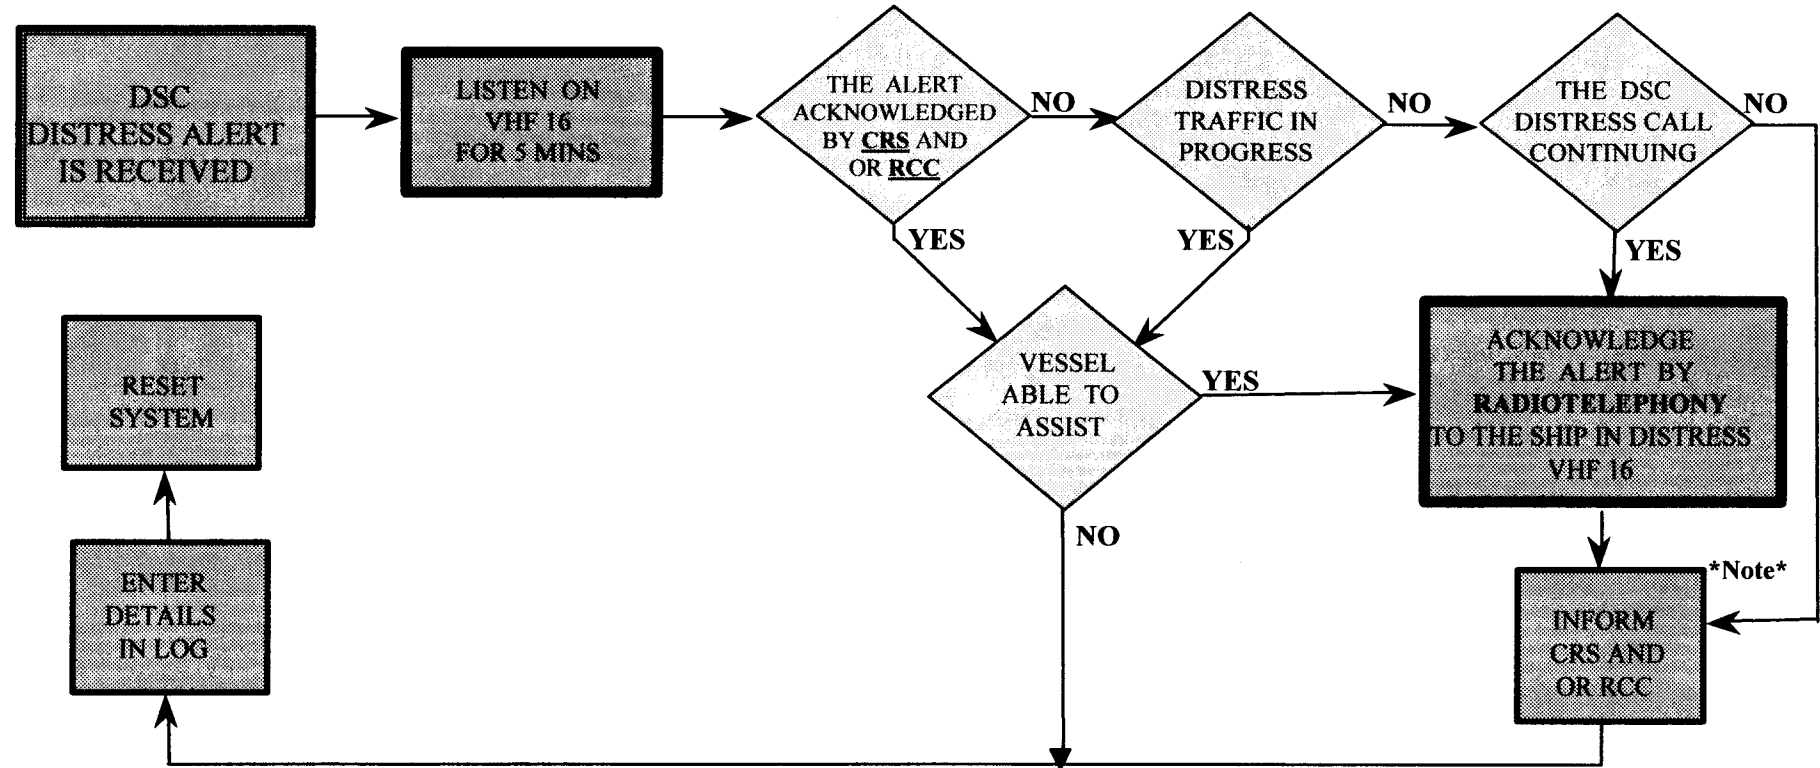 DSC
DISTRESS ALERT
IS RECEIVED
LISTEN ON
VHF 16
FOR 5 MINS
THE ALERT
ACKNOWLEDGED
BY CRS AND
OR RCC
NO
DISTRESS
TRAFFIC IN
PROGRESS
NO
THE DSC
DISTRESS CALL
CONTINUING
NO
YES
YES
YES
VESSEL
ABLE TO
ASSIST
YES
NO
ACKNOWLEDGE
THE ALERT BY
RADIOTELEPHONY
TO THE SHIP IN DISTRESS
VHF 16
*Note*
INFORM
CRS AND
OR RCC
ENTER
DETAILS
IN LOG
RESET
SYSTEM